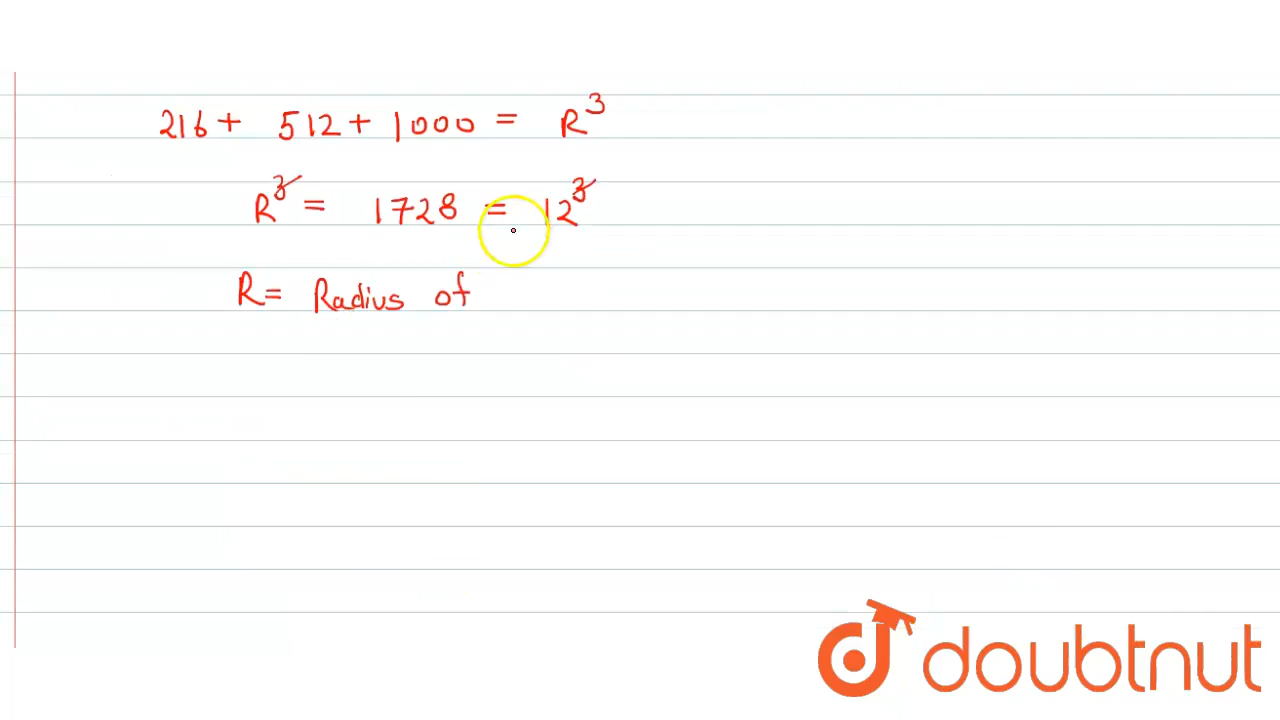 216 + 512 + 1000 = R³
R³ = 1728 = 12³
R = Radius of
doubtnut